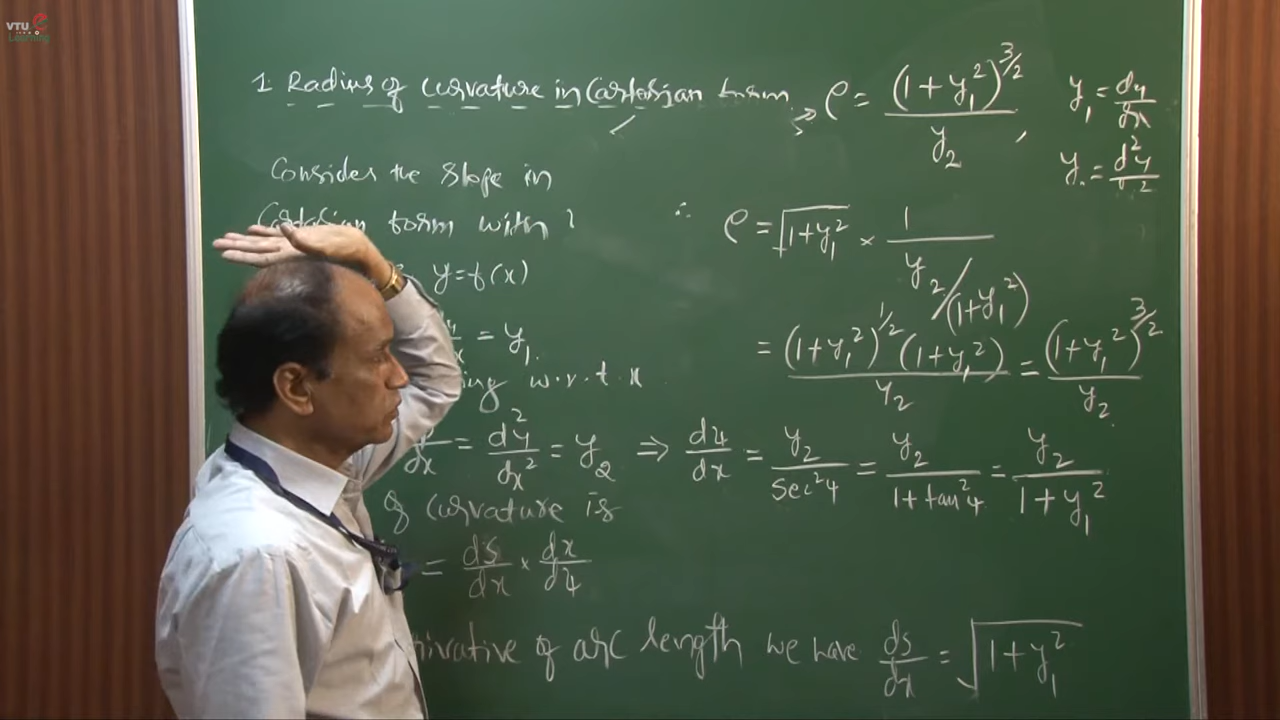 VTU e
Learning
1. Radius of curvature in Cartesian form → ρ = (1+y₁²)^{3/2} / y₂ , y₁ = dy/dx
y₂ = d²y/dx²
Consider the slope in
Cartesian form with
y = f(x)
∴ ρ = √(1+y₁²) × 1 / (y₂/(1+y₁²))
= y₁.
= (1+y₁²)^{1/2} (1+y₁²) / y₂ = (1+y₁²)^{3/2} / y₂
ing w.r.t x
/dx = d²y/dx² = y₂ ⇒ dψ/dx = y₂/sec²ψ = y₂/(1+tan²ψ) = y₂/(1+y₁²)
of curvature is
= ds/dx × dx/dψ
rivative of arc length we have ds/dx = √(1+y₁²)